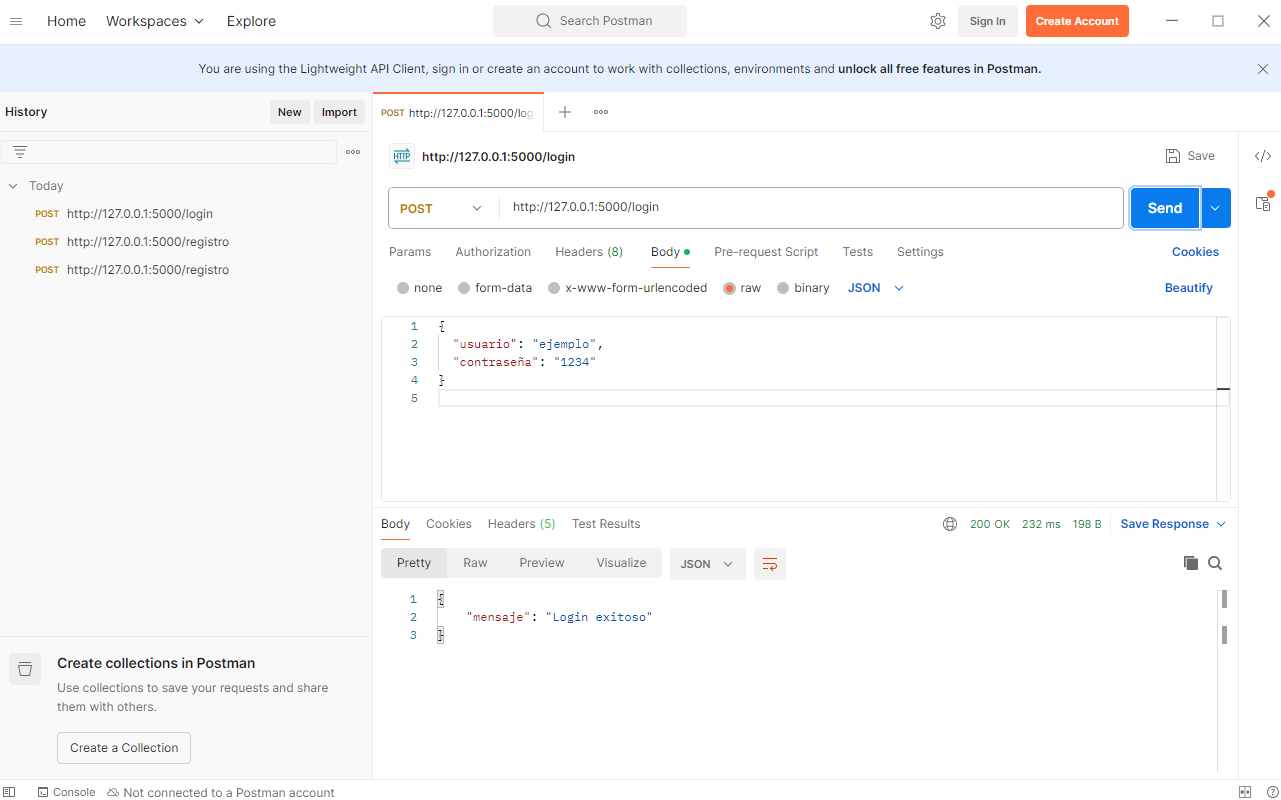 Home Workspaces Explore Search Postman Sign In Create Account
You are using the Lightweight API Client, sign in or create an account to work with collections, environments and unlock all free features in Postman.
History New Import
Today
POST http://127.0.0.1:5000/login
POST http://127.0.0.1:5000/registro
POST http://127.0.0.1:5000/registro
Create collections in Postman
Use collections to save your requests and share
them with others.
Create a Collection
POST http://127.0.0.1:5000/log
HTTP http://127.0.0.1:5000/login Save
POST http://127.0.0.1:5000/login Send
Params Authorization Headers (8) Body Pre-request Script Tests Settings Cookies
none form-data x-www-form-urlencoded raw binary JSON Beautify
1 {
2 "usuario": "ejemplo",
3 "contraseña": "1234"
4 }
5
Body Cookies Headers (5) Test Results 200 OK 232 ms 198 B Save Response
Pretty Raw Preview Visualize JSON
1 {
2 "mensaje": "Login exitoso"
3 }
Console Not connected to a Postman account